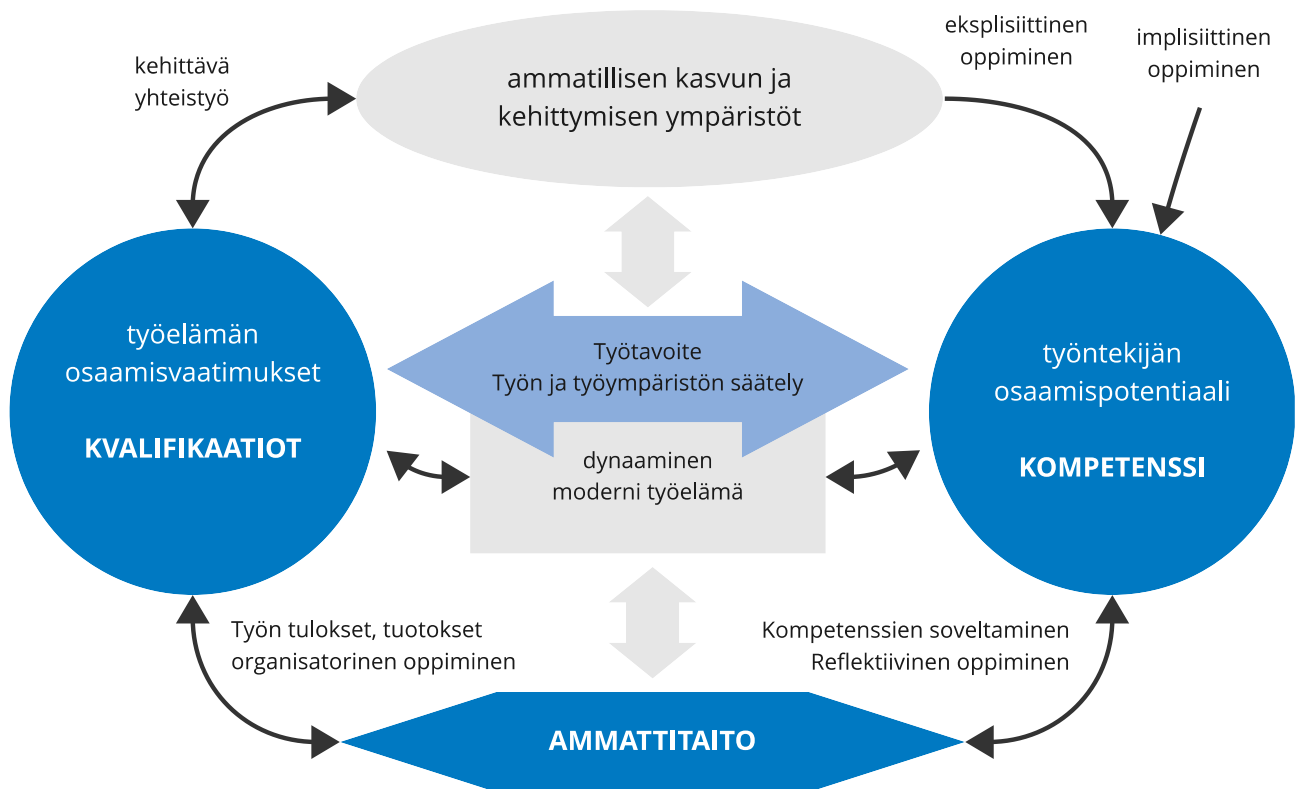 kehittävä
yhteistyö
ammatillisen kasvun ja
kehittymisen ympäristöt
eksplisiittinen
oppiminen
implisiittinen
oppiminen
työelämän
osaamisvaatimukset
KVALIFIKAATIOT
Työtavoite
Työn ja työympäristön säätely
dynaaminen
moderni työelämä
työntekijän
osaamispotentiaali
KOMPETENSSI
Työn tulokset, tuotokset
organisatorinen oppiminen
Kompetenssien soveltaminen
Reflektiivinen oppiminen
AMMATTITAITO